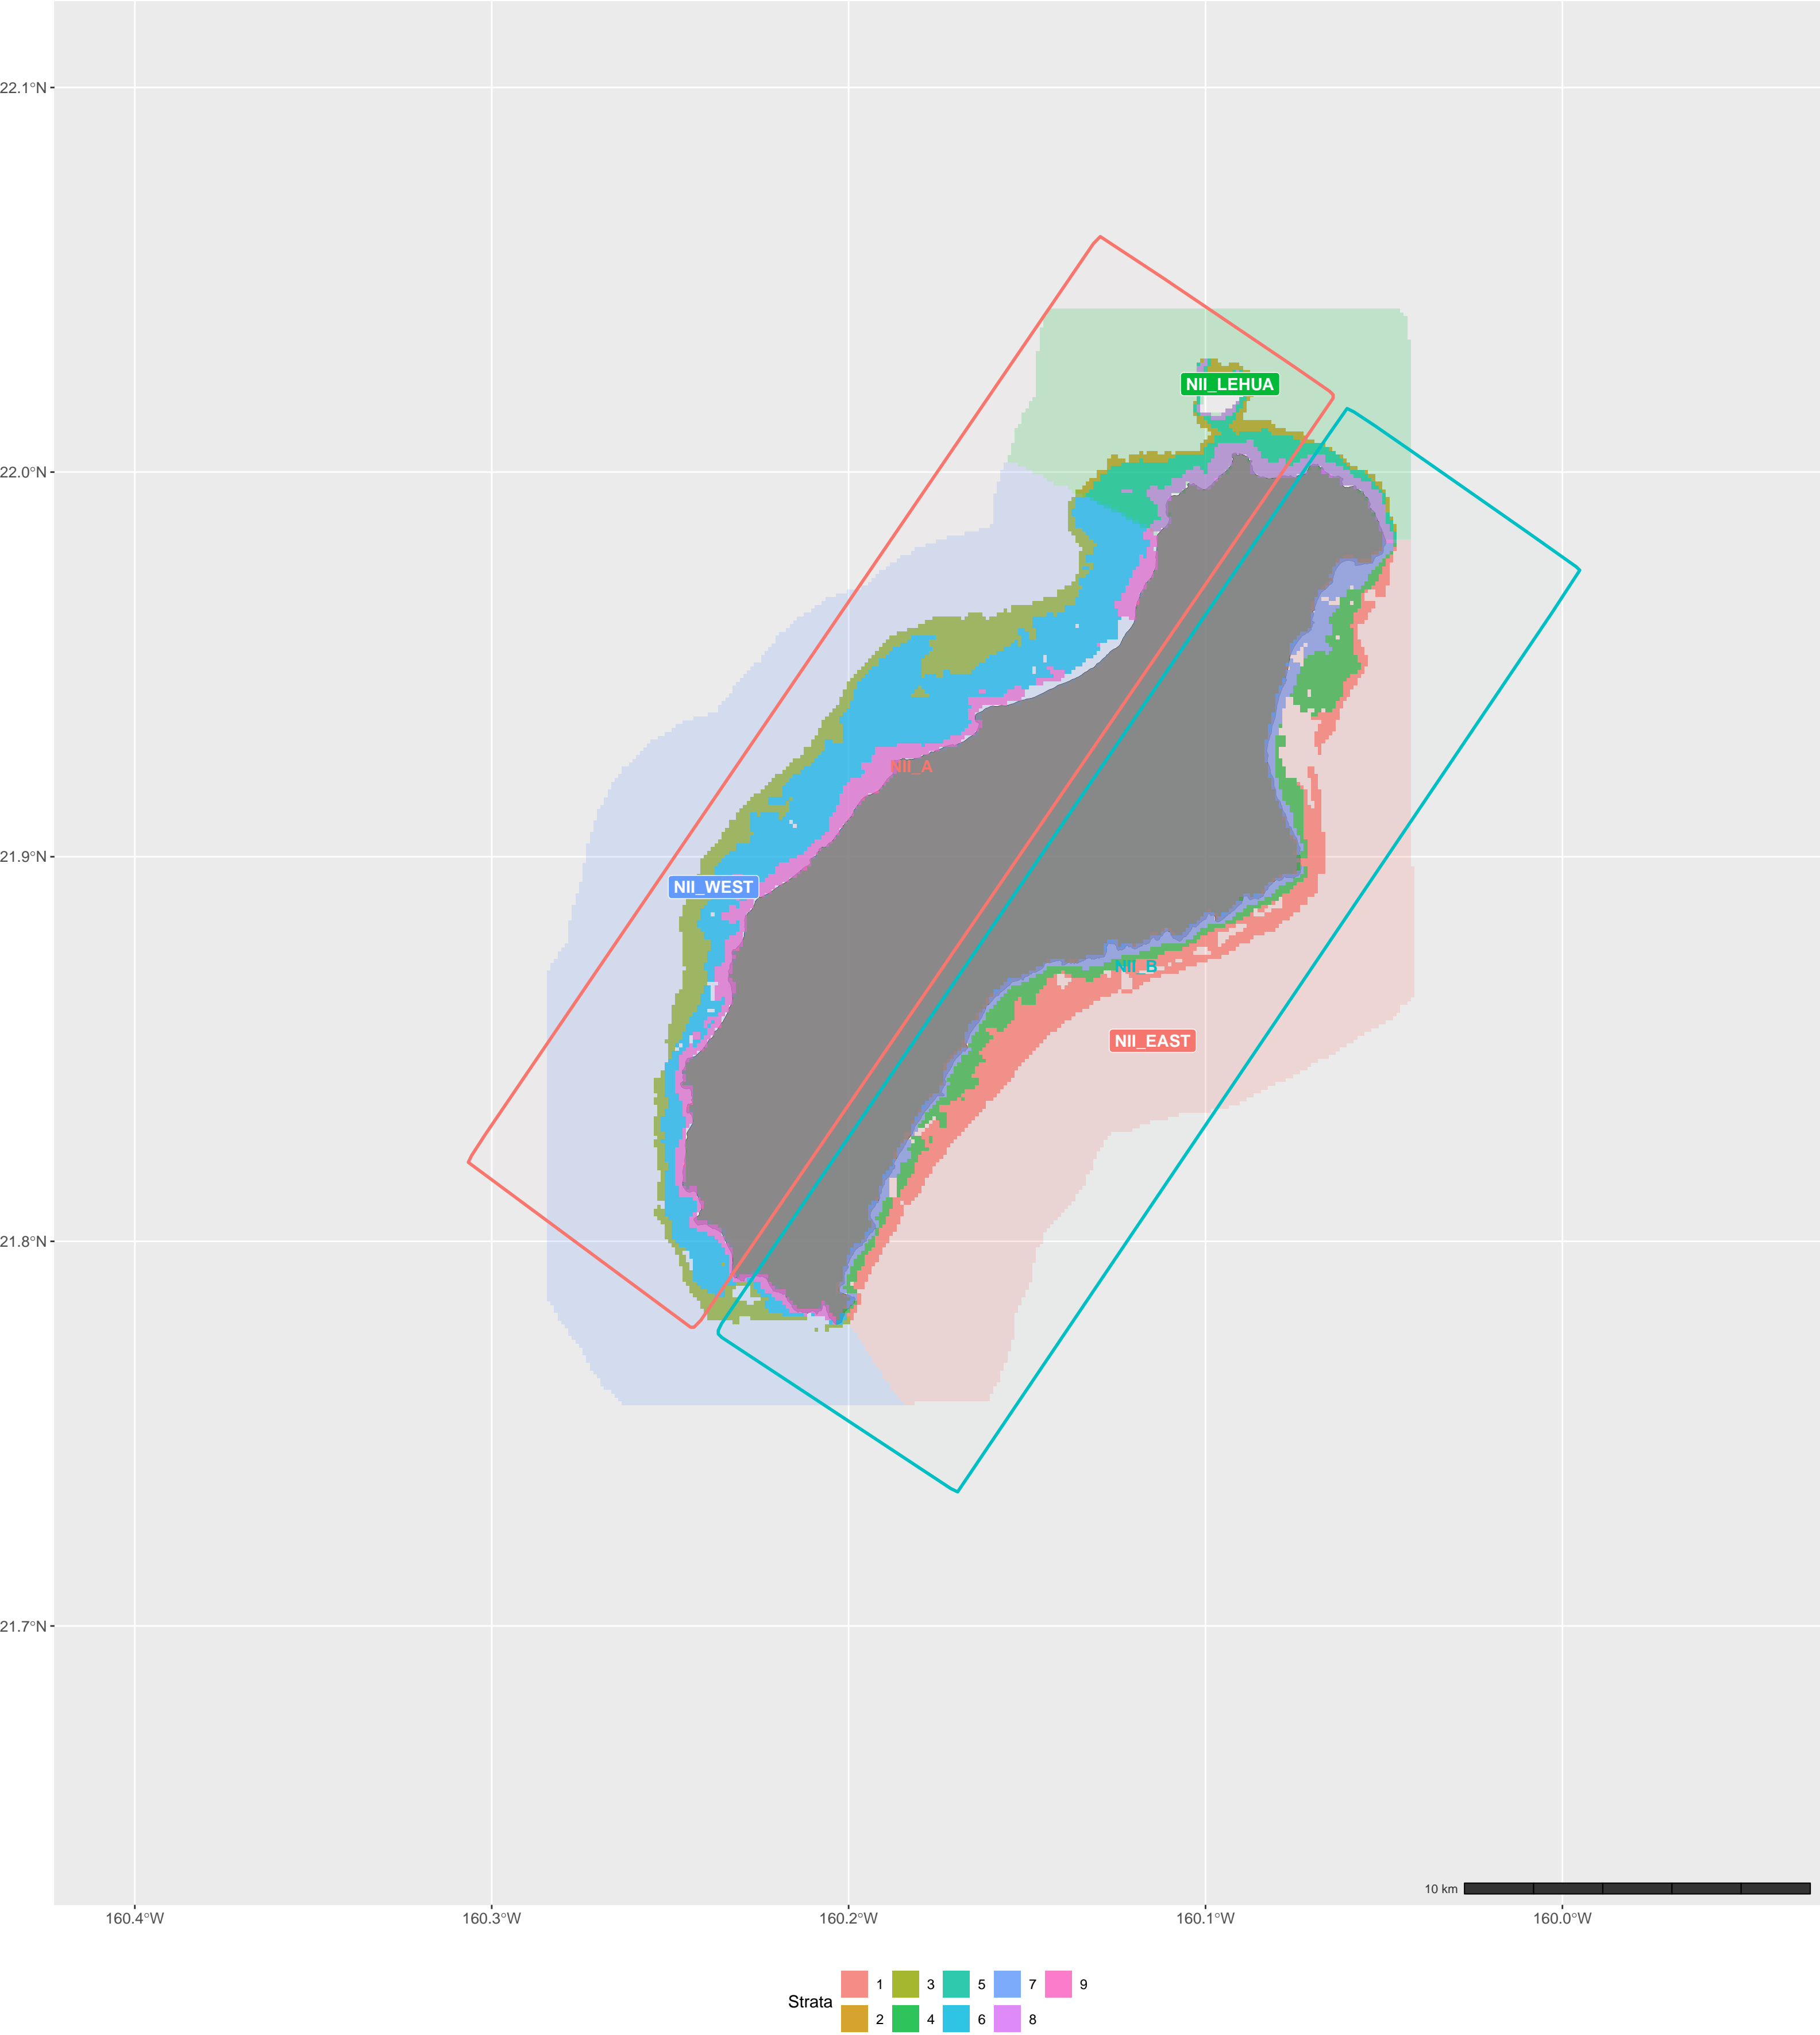 22.1°N
NII_LEHUA
22.0°N
NII_A
21.9°N
NII_WEST
NII_B
NII_EAST
21.8°N
21.7°N
10 km
160.4°W 160.3°W 160.2°W 160.1°W 160.0°W
Strata 1 3 5 7 9
2 4 6 8